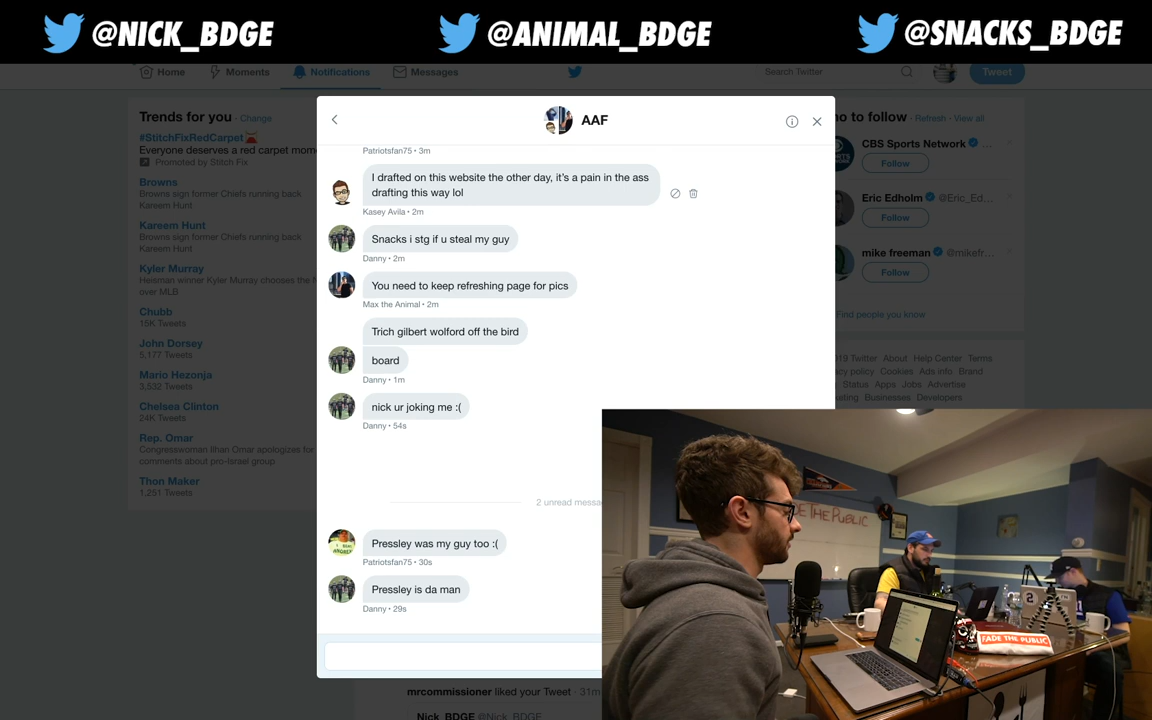 @NICK_BDGE
@ANIMAL_BDGE
@SNACKS_BDGE
Home
Moments
Notifications
Messages
Search Twitter
Tweet
Trends for you · Change
#StitchFixRedCarpet
Everyone deserves a red carpet mom
Promoted by Stitch Fix
Browns
Browns sign former Chiefs running back
Kareem Hunt
Kareem Hunt
Browns sign former Chiefs running back
Kareem Hunt
Kyler Murray
Heisman winner Kyler Murray chooses the
over MLB
Chubb
15K Tweets
John Dorsey
5,177 Tweets
Mario Hezonja
3,532 Tweets
Chelsea Clinton
24K Tweets
Rep. Omar
Congresswoman Ilhan Omar apologizes for
comments about pro-Israel group
Thon Maker
1,251 Tweets
AAF
Patriotsfan75 • 3m
I drafted on this website the other day, it's a pain in the ass
drafting this way lol
Kasey Avila • 2m
Snacks i stg if u steal my guy
Danny • 2m
You need to keep refreshing page for pics
Max the Animal • 2m
Trich gilbert wolford off the bird
board
Danny • 1m
nick ur joking me :(
Danny • 54s
2 unread messa
Pressley was my guy too :(
Patriotsfan75 • 30s
Pressley is da man
Danny • 29s
mrcommissioner liked your Tweet · 31m
Nick_BDGE @Nick_BDGE
o to follow · Refresh · View all
CBS Sports Network ...
Follow
Eric Edholm @Eric_Ed...
Follow
mike freeman @mikefr...
Follow
Find people you know
19 Twitter About Help Center Terms
acy policy Cookies Ads info Brand
Status Apps Jobs Advertise
keting Businesses Developers
ADE THE PUBLIC
FADE THE PUBLIC